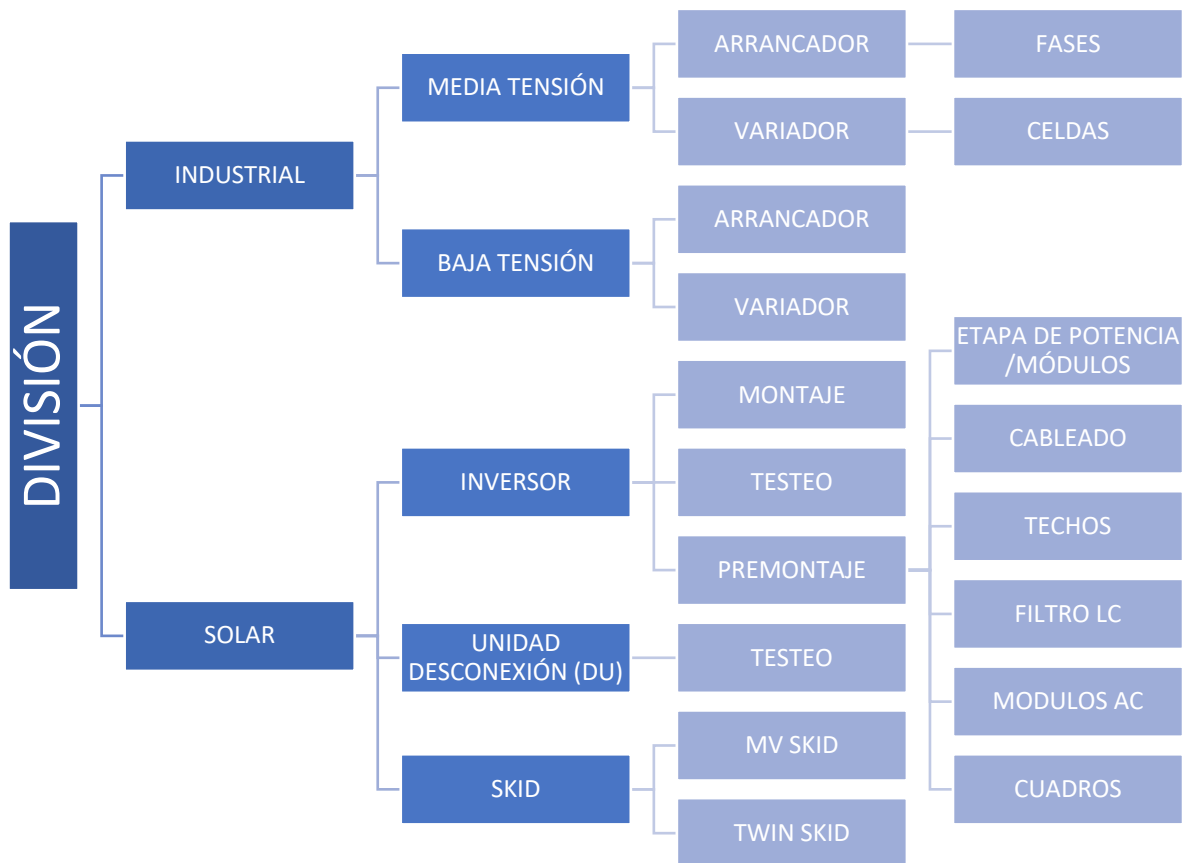 DIVISIÓN
INDUSTRIAL
MEDIA TENSIÓN
ARRANCADOR
FASES
VARIADOR
CELDAS
BAJA TENSIÓN
ARRANCADOR
VARIADOR
SOLAR
INVERSOR
MONTAJE
TESTEO
PREMONTAJE
ETAPA DE POTENCIA
/MÓDULOS
CABLEADO
TECHOS
FILTRO LC
MODULOS AC
CUADROS
UNIDAD
DESCONEXIÓN (DU)
TESTEO
SKID
MV SKID
TWIN SKID